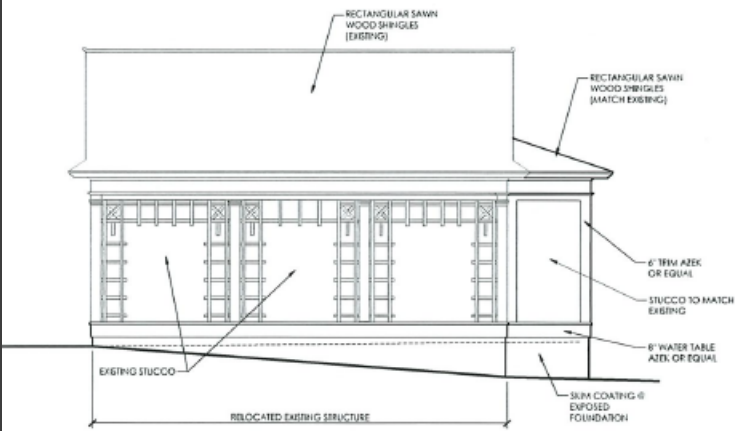 RECTANGULAR SAWN
WOOD SHINGLES
(EXISTING)
RECTANGULAR SAWN
WOOD SHINGLES
(MATCH EXISTING)
6" TRIM AZEK
OR EQUAL
STUCCO TO MATCH
EXISTING
8" WATER TABLE
AZEK OR EQUAL
EXISTING STUCCO
SKIM COATING @
EXPOSED
FOUNDATION
RELOCATED EXISTING STRUCTURE